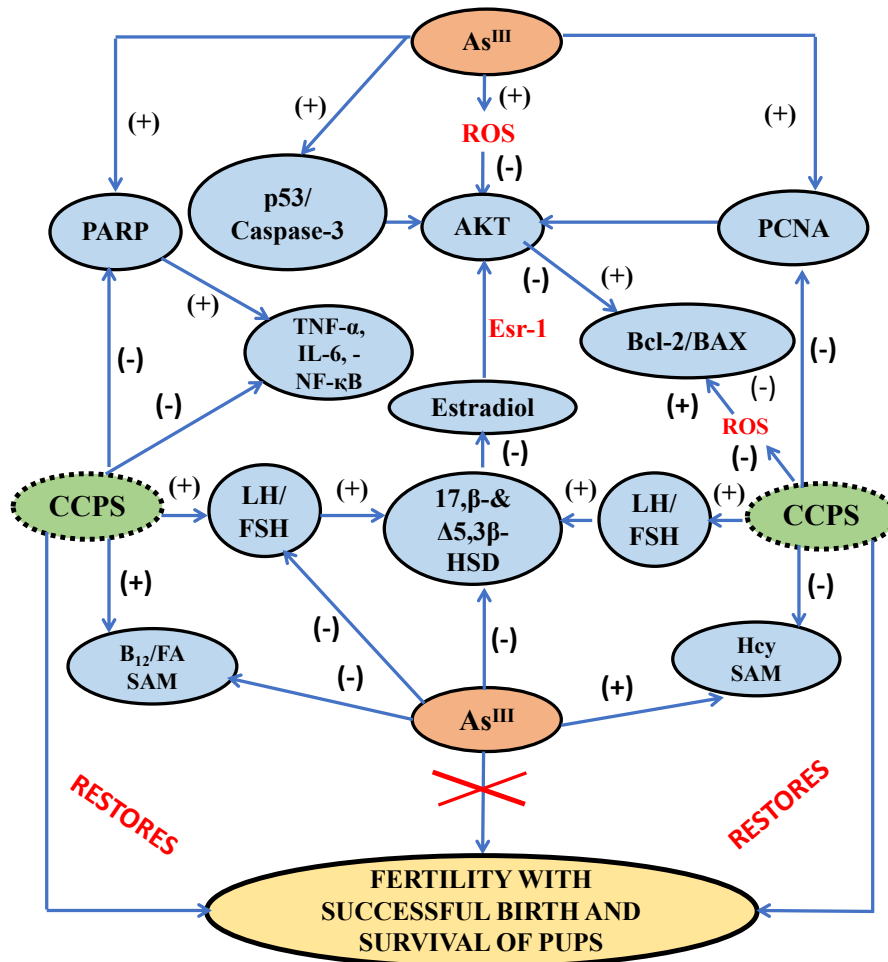 As^III
(+)
(+)
(+)
(+)
ROS
(-)
p53/
Caspase-3
PARP
AKT
PCNA
(+)
(-)
(+)
TNF-α,
IL-6, -
NF-κB
Esr-1
Bcl-2/BAX
(-)
(-)
(-)
(-)
(+)
ROS
Estradiol
(-)
(-)
CCPS
(+)
LH/
FSH
(+)
17,β-&
Δ5,3β-
HSD
(+)
LH/
FSH
(+)
CCPS
(+)
(-)
(-)
(-)
B₁₂/FA
SAM
(-)
Hcy
SAM
(+)
As^III
RESTORES
RESTORES
FERTILITY WITH
SUCCESSFUL BIRTH AND
SURVIVAL OF PUPS